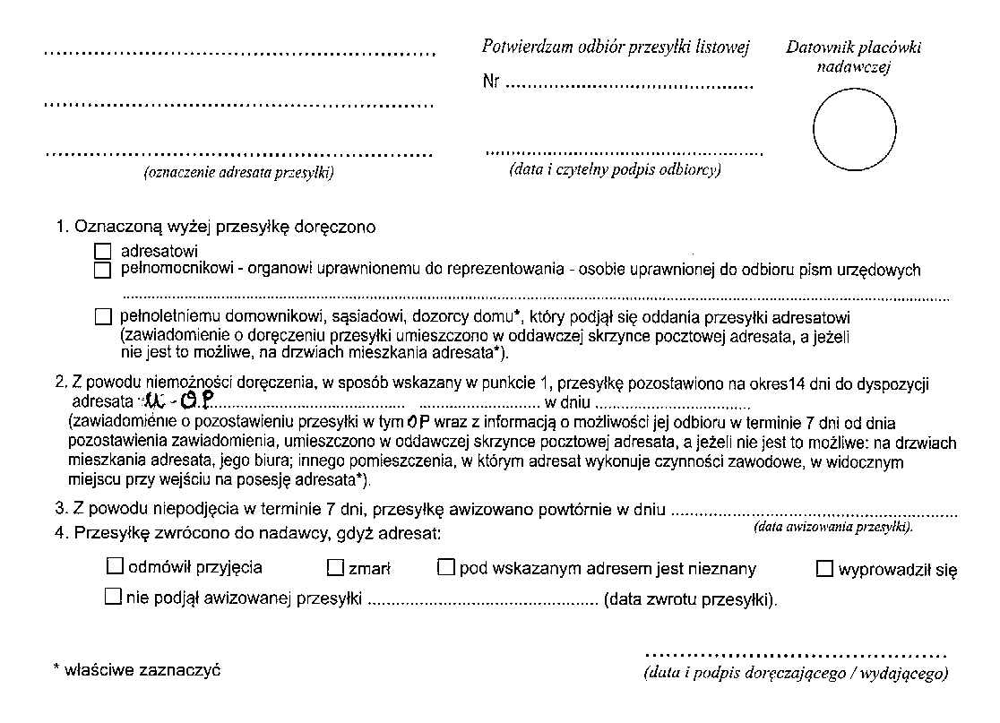 Potwierdzam odbiór przesyłki listowej
Datownik placówki
nadawczej
Nr
(oznaczenie adresata przesyłki)
(data i czytelny podpis odbiorcy)
1. Oznaczoną wyżej przesyłkę doręczono
adresatowi
pełnomocnikowi - organowi uprawnionemu do reprezentowania - osobie uprawnionej do odbioru pism urzędowych
pełnoletniemu domownikowi, sąsiadowi, dozorcy domu*, który podjął się oddania przesyłki adresatowi
(zawiadomienie o doręczeniu przesyłki umieszczono w oddawczej skrzynce pocztowej adresata, a jeżeli
nie jest to możliwe, na drzwiach mieszkania adresata*).
2. Z powodu niemożności doręczenia, w sposób wskazany w punkcie 1, przesyłkę pozostawiono na okres14 dni do dyspozycji
adresata - O.P. w dniu
(zawiadomienie o pozostawieniu przesyłki w tym OP wraz z informacją o możliwości jej odbioru w terminie 7 dni od dnia
pozostawienia zawiadomienia, umieszczono w oddawczej skrzynce pocztowej adresata, a jeżeli nie jest to możliwe: na drzwiach
mieszkania adresata, jego biura; innego pomieszczenia, w którym adresat wykonuje czynności zawodowe, w widocznym
miejscu przy wejściu na posesję adresata*).
3. Z powodu niepodjęcia w terminie 7 dni, przesyłkę awizowano powtórnie w dniu
(data awizowania przesyłki).
4. Przesyłkę zwrócono do nadawcy, gdyż adresat:
odmówił przyjęcia zmarł pod wskazanym adresem jest nieznany wyprowadził się
nie podjął awizowanej przesyłki (data zwrotu przesyłki).
* właściwe zaznaczyć
(data i podpis doręczającego / wydającego)